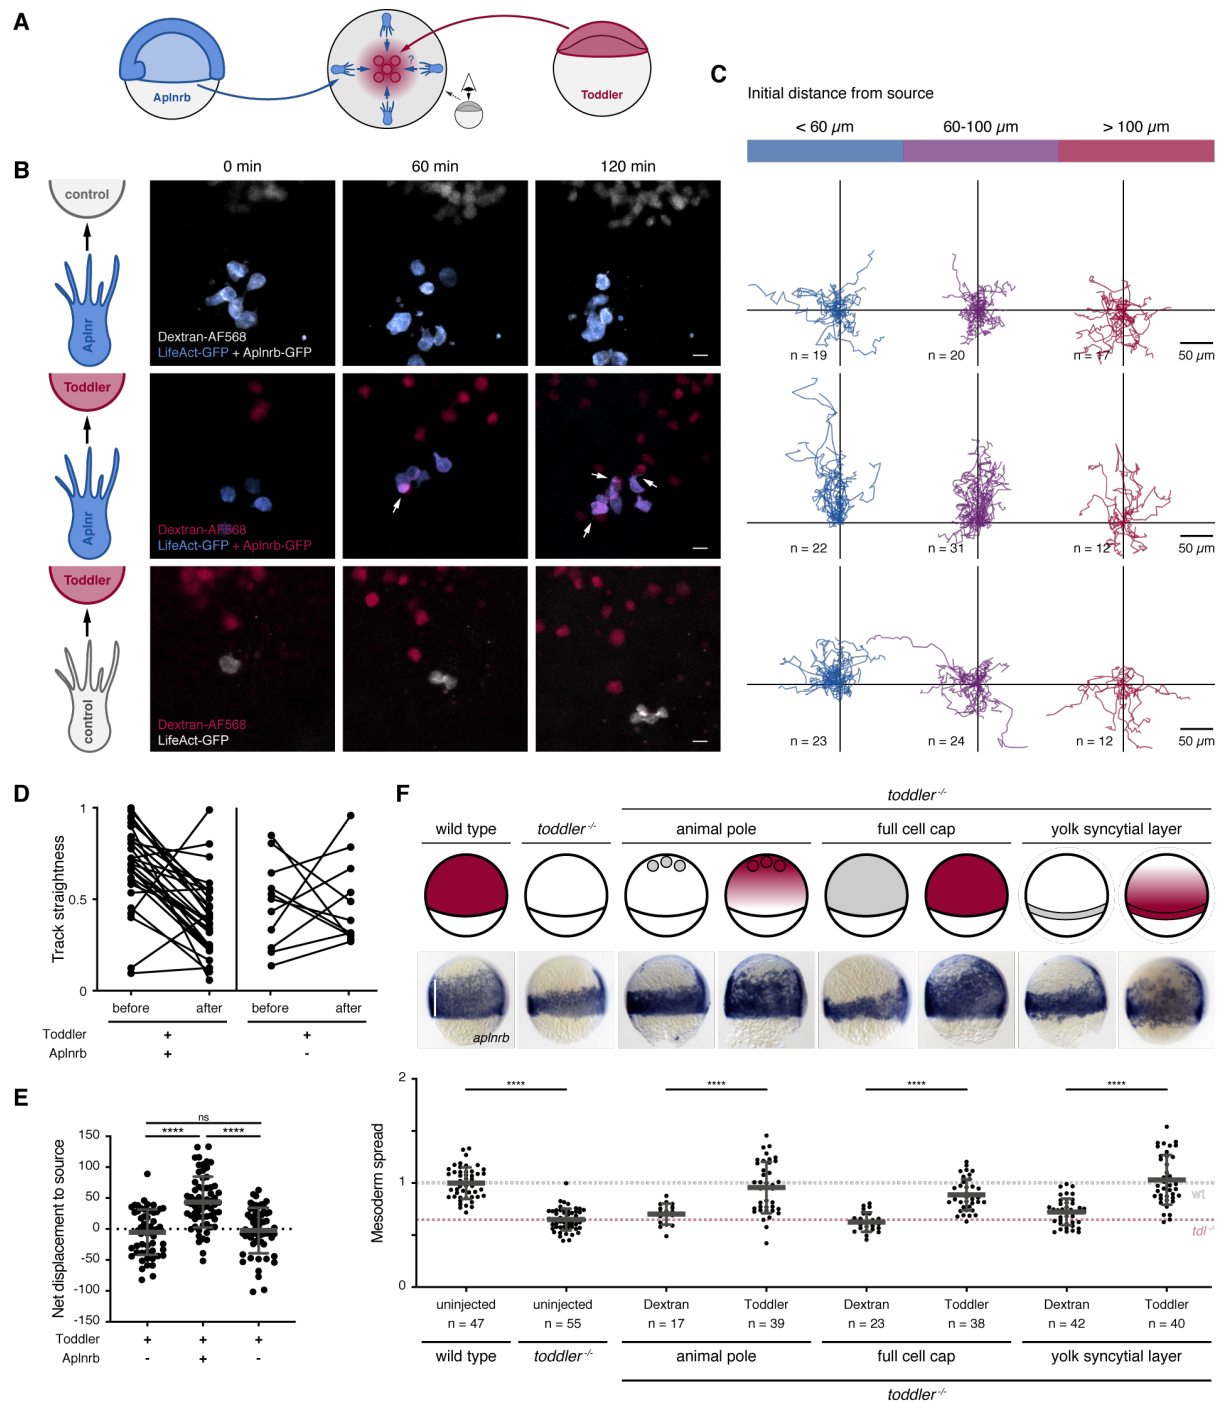 A
Aplnrb
?
Toddler
C
Initial distance from source
< 60 µm
60-100 µm
> 100 µm
B
0 min
60 min
120 min
control
Aplnr
Dextran-AF568
LifeAct-GFP + Aplnrb-GFP
n = 19
n = 20
n = 17
50 µm
Toddler
Aplnr
Dextran-AF568
LifeAct-GFP + Aplnrb-GFP
n = 22
n = 31
n = 12
50 µm
Toddler
control
Dextran-AF568
LifeAct-GFP
n = 23
n = 24
n = 12
50 µm
D
Track straightness
1
0.5
0
before
after
before
after
Toddler
+
+
Aplnrb
+
-
E
Net displacement to source
ns
****
****
150
100
50
0
-50
-100
-150
Toddler
+
+
+
Aplnrb
-
+
-
F
toddler -/-
wild type
toddler -/-
animal pole
full cell cap
yolk syncytial layer
aplnrb
Mesoderm spread
2
1
0
****
****
****
****
wt
tdl -/-
uninjected
uninjected
Dextran
Toddler
Dextran
Toddler
Dextran
Toddler
n = 47
n = 55
n = 17
n = 39
n = 23
n = 38
n = 42
n = 40
wild type
toddler -/-
animal pole
full cell cap
yolk syncytial layer
toddler -/-